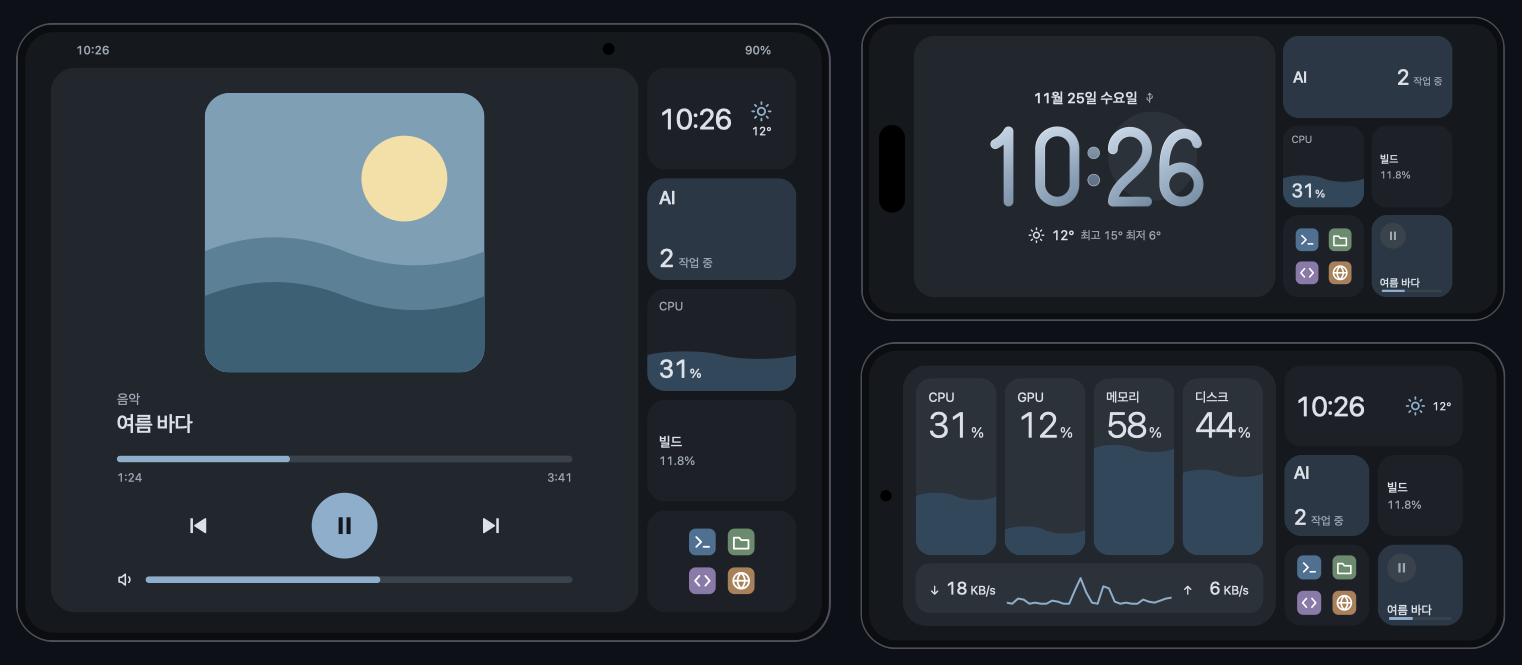 10:26
90%
음악
여름 바다
1:24
3:41
10:26
12°
AI
2 작업 중
CPU
31%
빌드
11.8%
11월 25일 수요일
10:26
12° 최고 15° 최저 6°
AI
2 작업 중
CPU
31%
빌드
11.8%
여름 바다
CPU
31%
GPU
12%
메모리
58%
디스크
44%
↓ 18 KB/s
↑ 6 KB/s
10:26
12°
AI
2 작업 중
빌드
11.8%
여름 바다